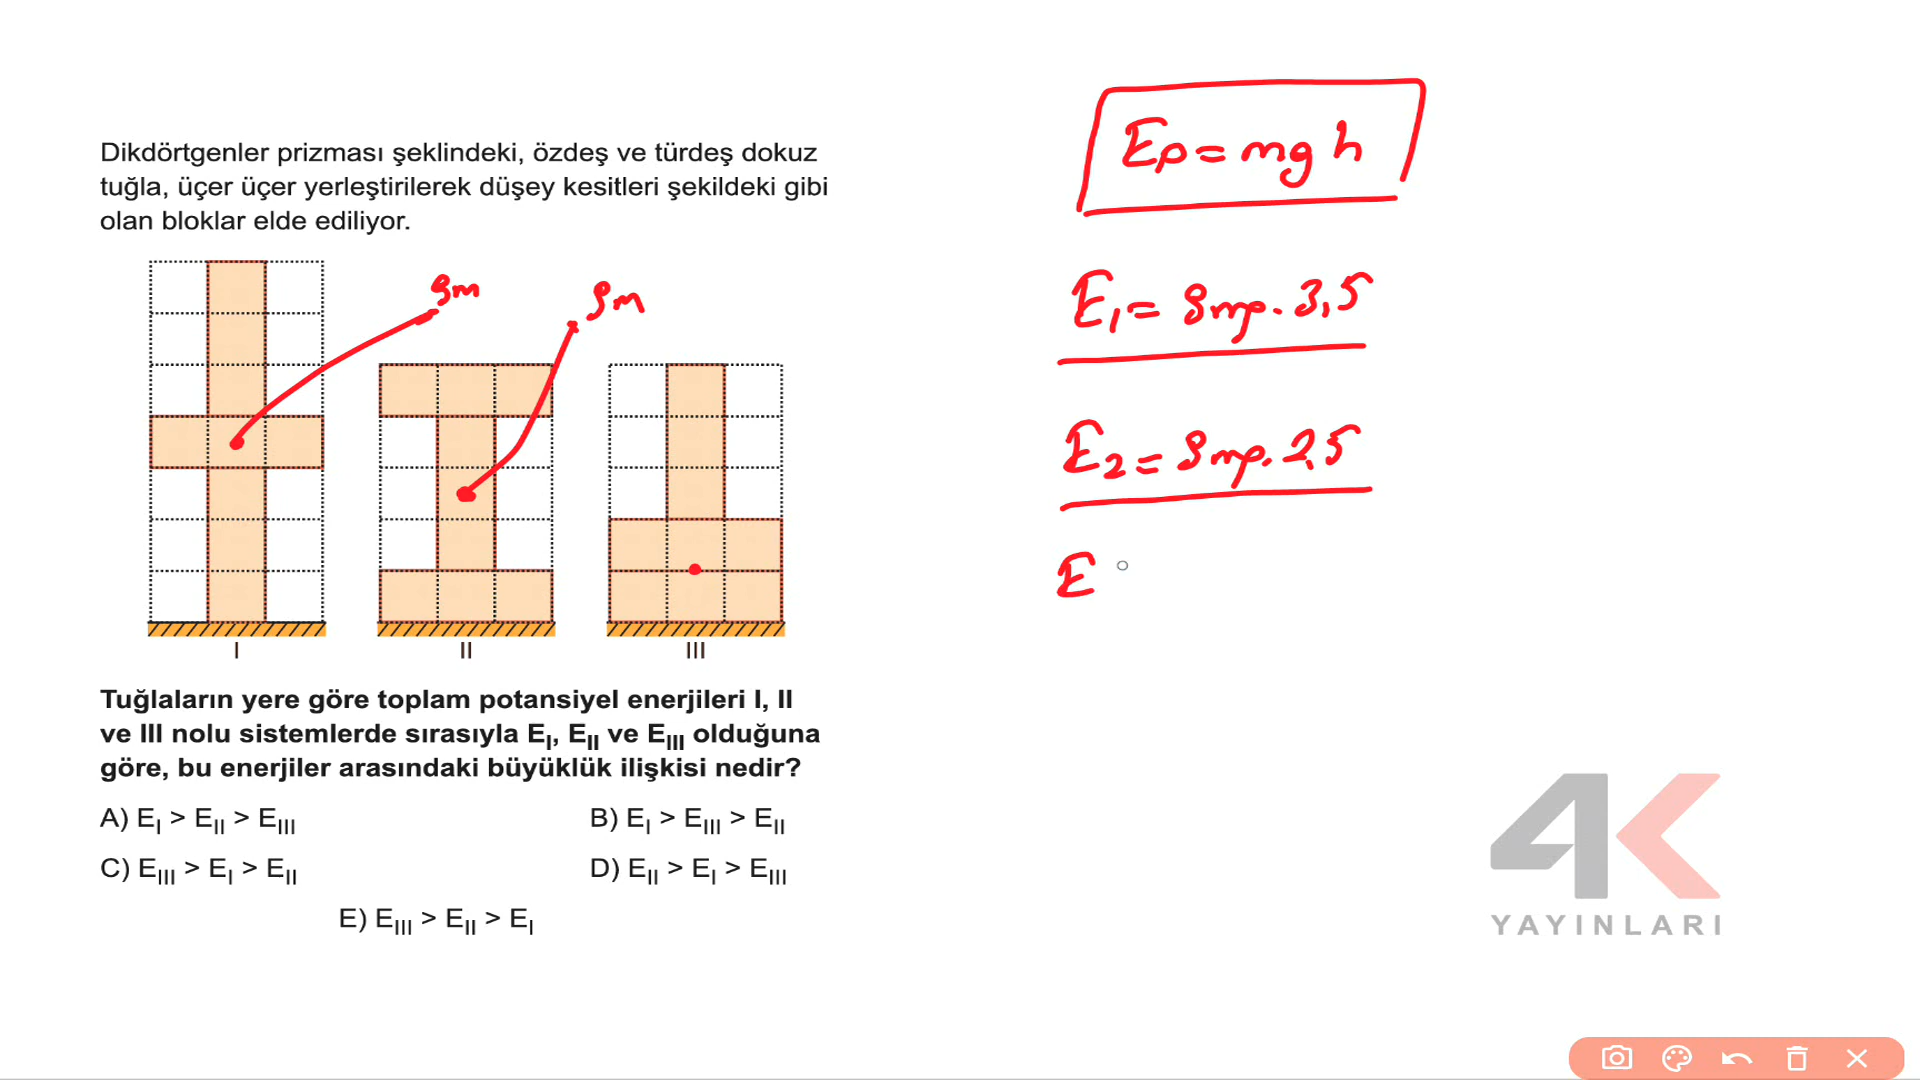 Dikdörtgenler prizması şeklindeki, özdeş ve türdeş dokuz
tuğla, üçer üçer yerleştirilerek düşey kesitleri şekildeki gibi
olan bloklar elde ediliyor.
9m
9m
I
II
III
Tuğlaların yere göre toplam potansiyel enerjileri I, II
ve III nolu sistemlerde sırasıyla EI, EII ve EIII olduğuna
göre, bu enerjiler arasındaki büyüklük ilişkisi nedir?
A) EI > EII > EIII
B) EI > EIII > EII
C) EIII > EI > EII
D) EII > EI > EIII
E) EIII > EII > EI
Ep = mgh
E1 = 9mg. 3,5
E2 = 9mg. 2,5
E
4K
YAYINLARI